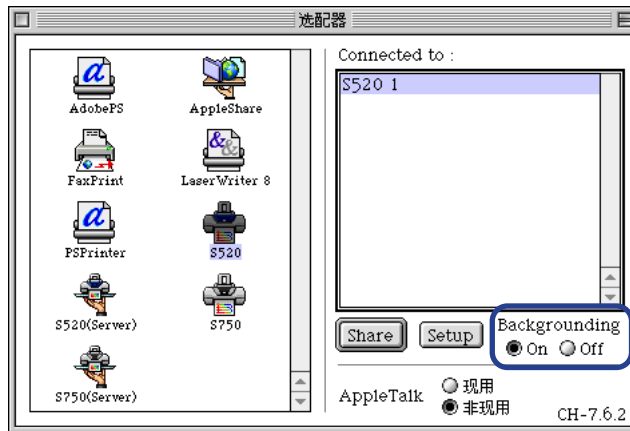 选配器
AdobePS
AppleShare
FaxPrint
LaserWriter 8
PSPrinter
S520
S520(Server)
S750
S750(Server)
Connected to :
S520 1
Share
Setup
Backgrounding
On
Off
AppleTalk
现用
非现用
CH-7.6.2